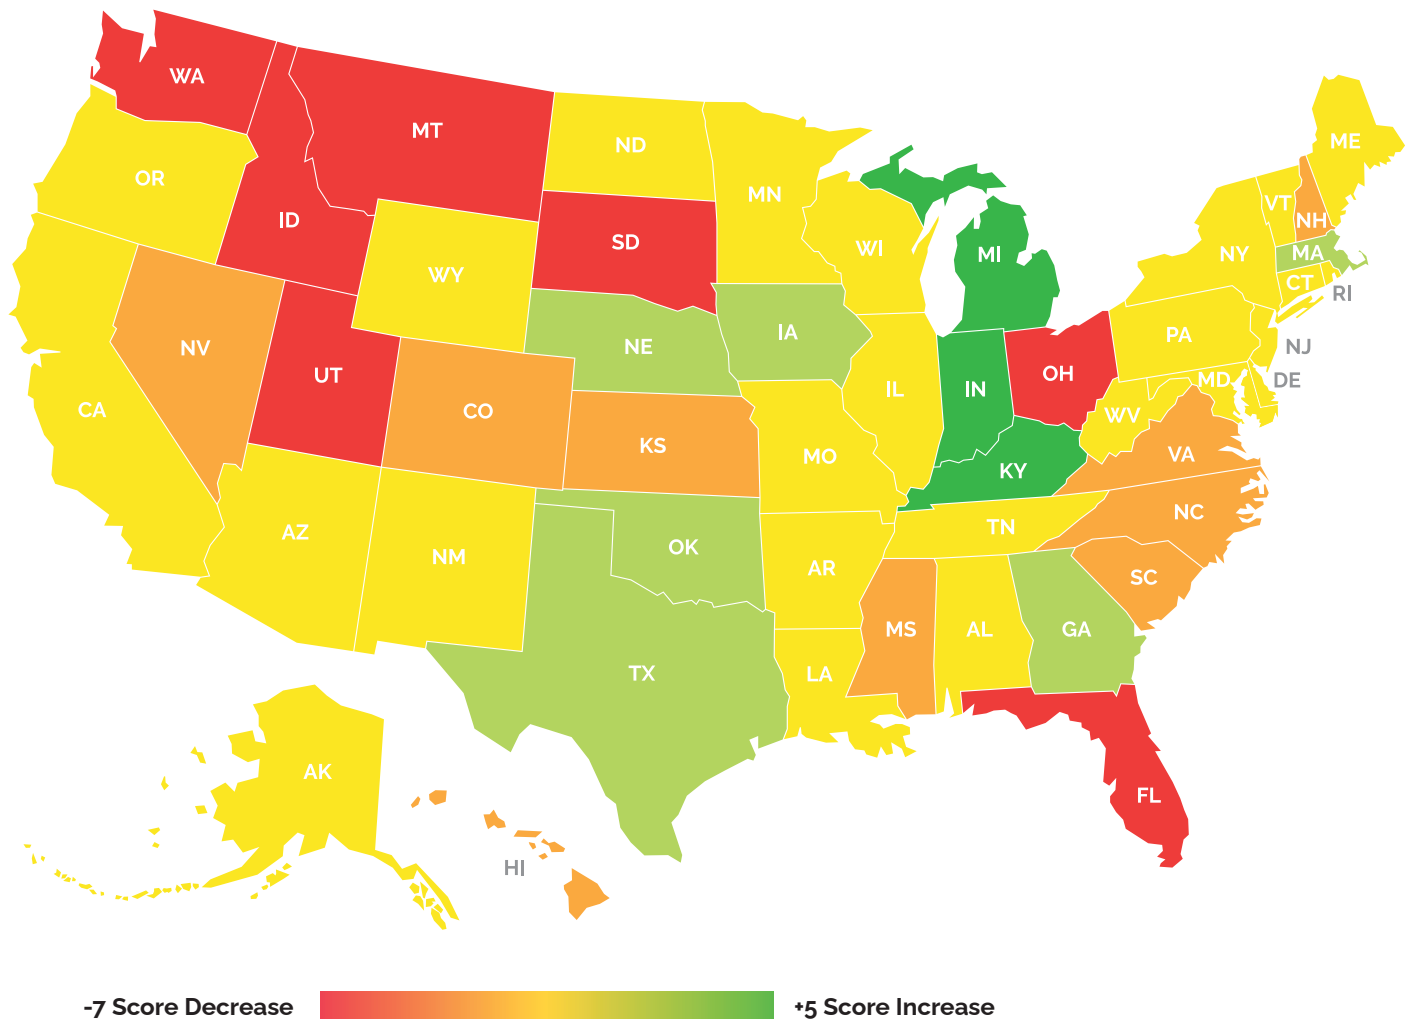 WA
MT
ND
OR
ID
MN
ME
SD
VT
NH
WI
MI
NY
MA
WY
CT
RI
NV
NE
IA
PA
NJ
UT
OH
DE
IL
IN
MD
CA
CO
WV
KS
MO
KY
VA
NC
AZ
NM
OK
TN
AR
SC
MS
AL
GA
TX
LA
AK
FL
HI
-7 Score Decrease
+5 Score Increase